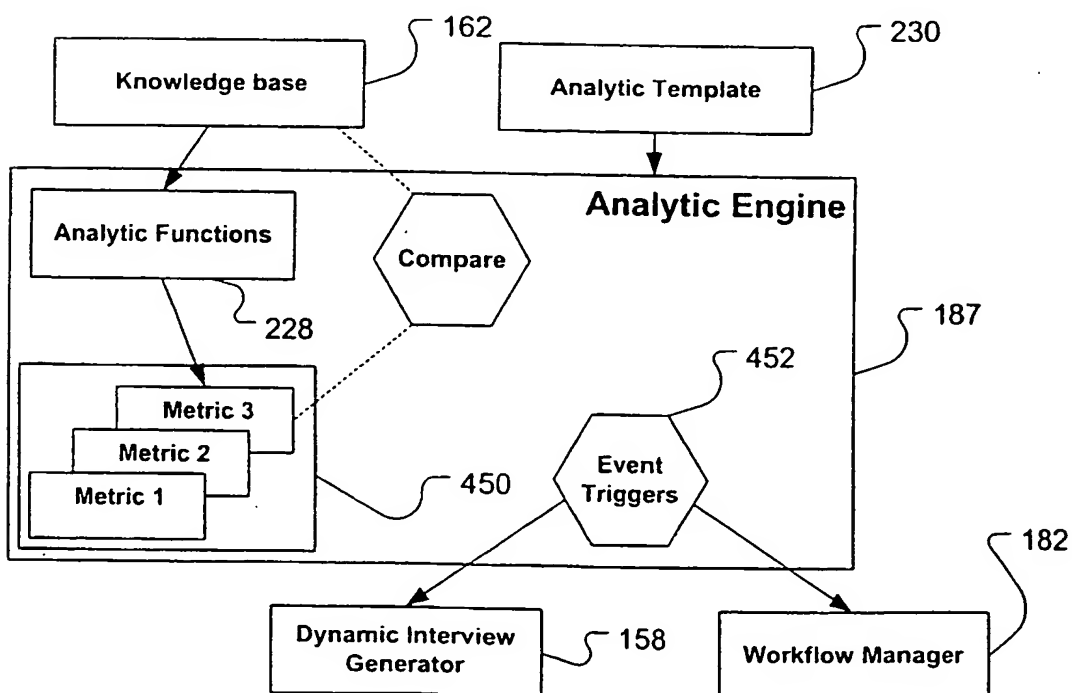 162
230
Knowledge base
Analytic Template
Analytic Engine
Analytic Functions
Compare
228
187
452
Metric 3
Metric 2
Metric 1
450
Event
Triggers
182
Dynamic Interview
Generator
158
Workflow Manager